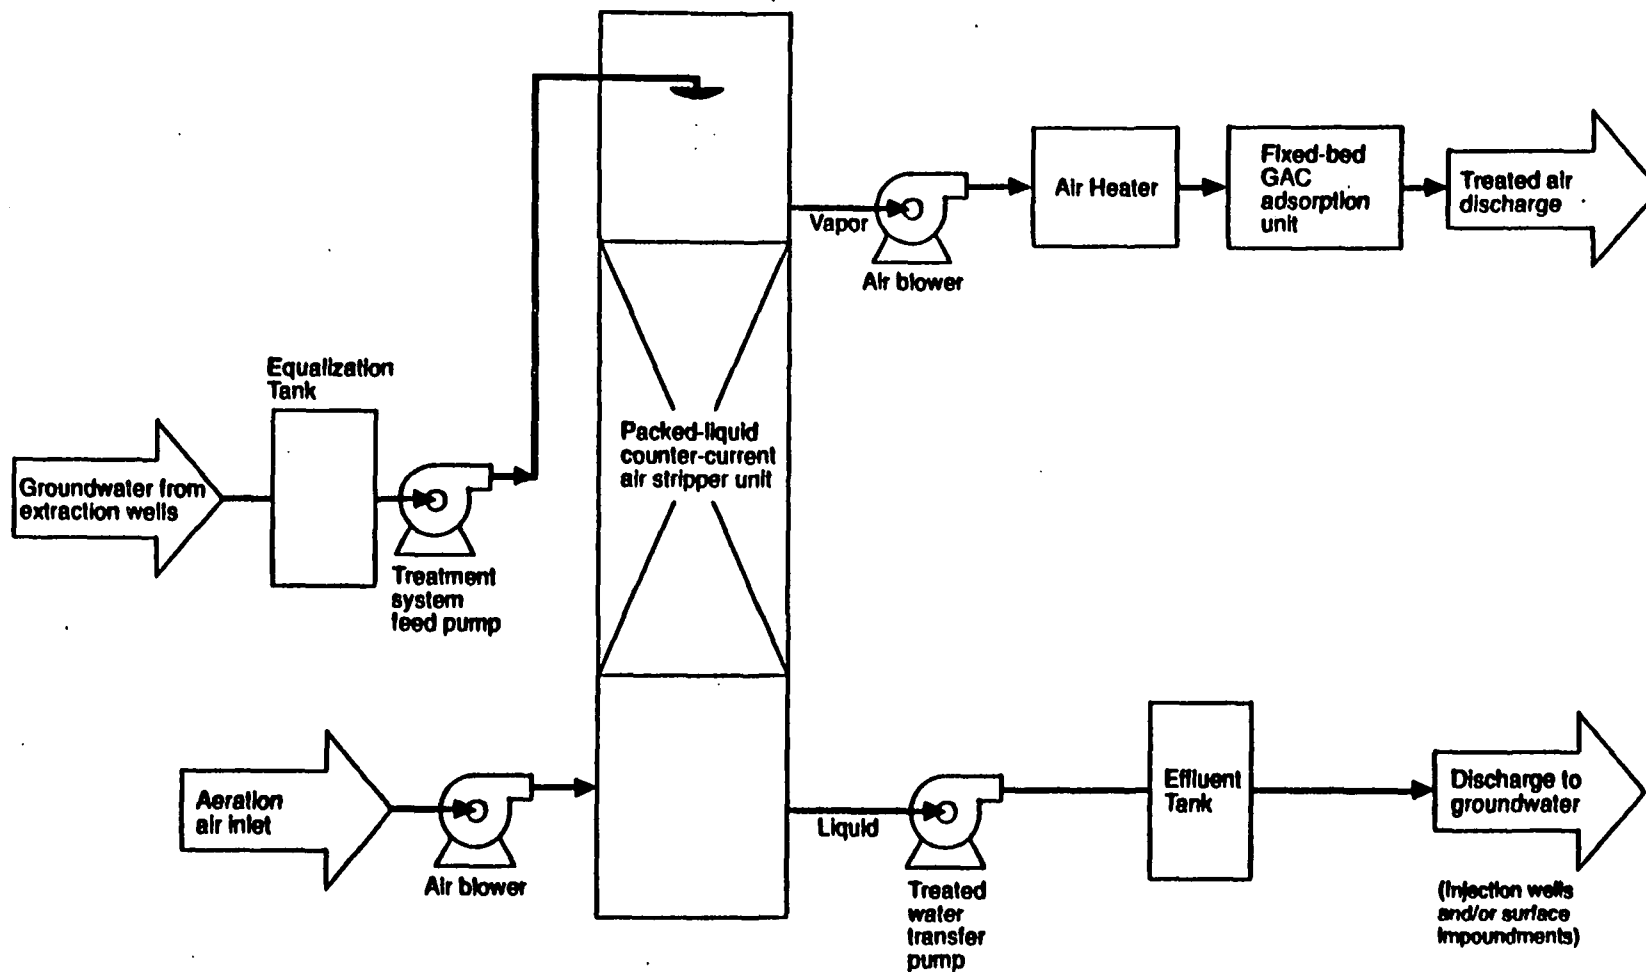 Vapor
Air blower
Air Heater
Fixed-bed
GAC
adsorption
unit
Treated air
discharge
Equalization
Tank
Groundwater from
extraction wells
Treatment
system
feed pump
Packed-liquid
counter-current
air stripper unit
Aeration
air inlet
Air blower
Liquid
Treated
water
transfer
pump
Effluent
Tank
Discharge to
groundwater
(Injection wells
and/or surface
impoundments)